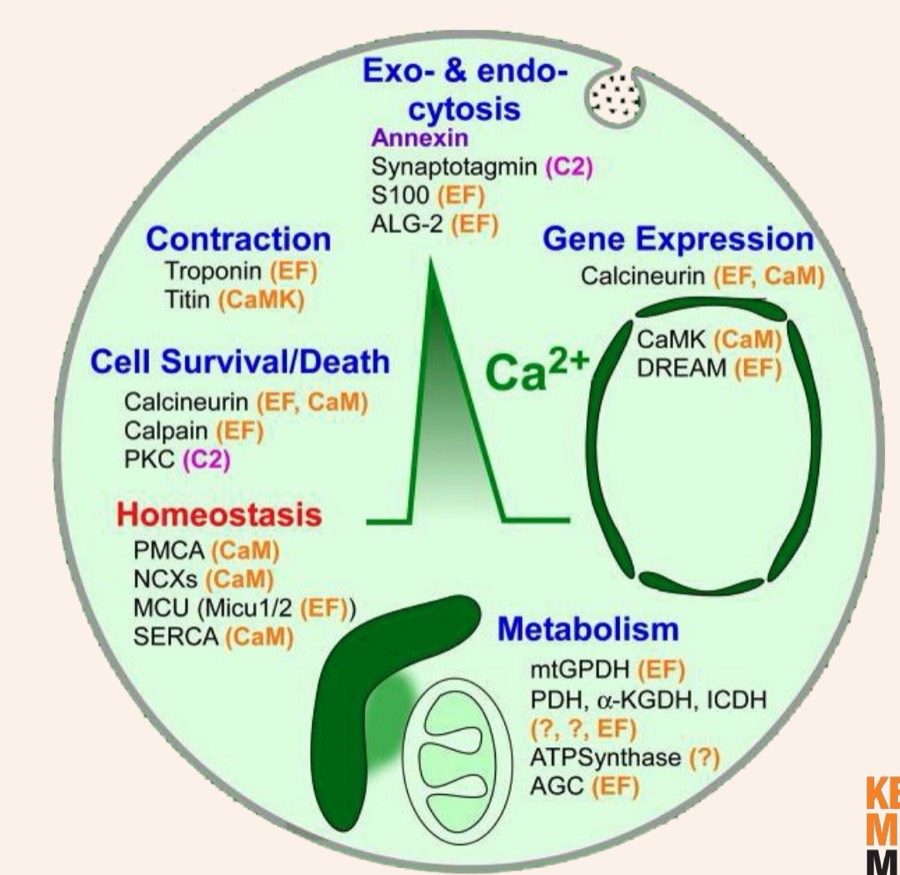 Exo- & endo-
cytosis
Annexin
Synaptotagmin (C2)
S100 (EF)
ALG-2 (EF)
Contraction
Troponin (EF)
Titin (CaMK)
Gene Expression
Calcineurin (EF, CaM)
CaMK (CaM)
DREAM (EF)
Ca²⁺
Cell Survival/Death
Calcineurin (EF, CaM)
Calpain (EF)
PKC (C2)
Homeostasis
PMCA (CaM)
NCXs (CaM)
MCU (Micu1/2 (EF))
SERCA (CaM)
Metabolism
mtGPDH (EF)
PDH, α-KGDH, ICDH
(?, ?, EF)
ATPSynthase (?)
AGC (EF)